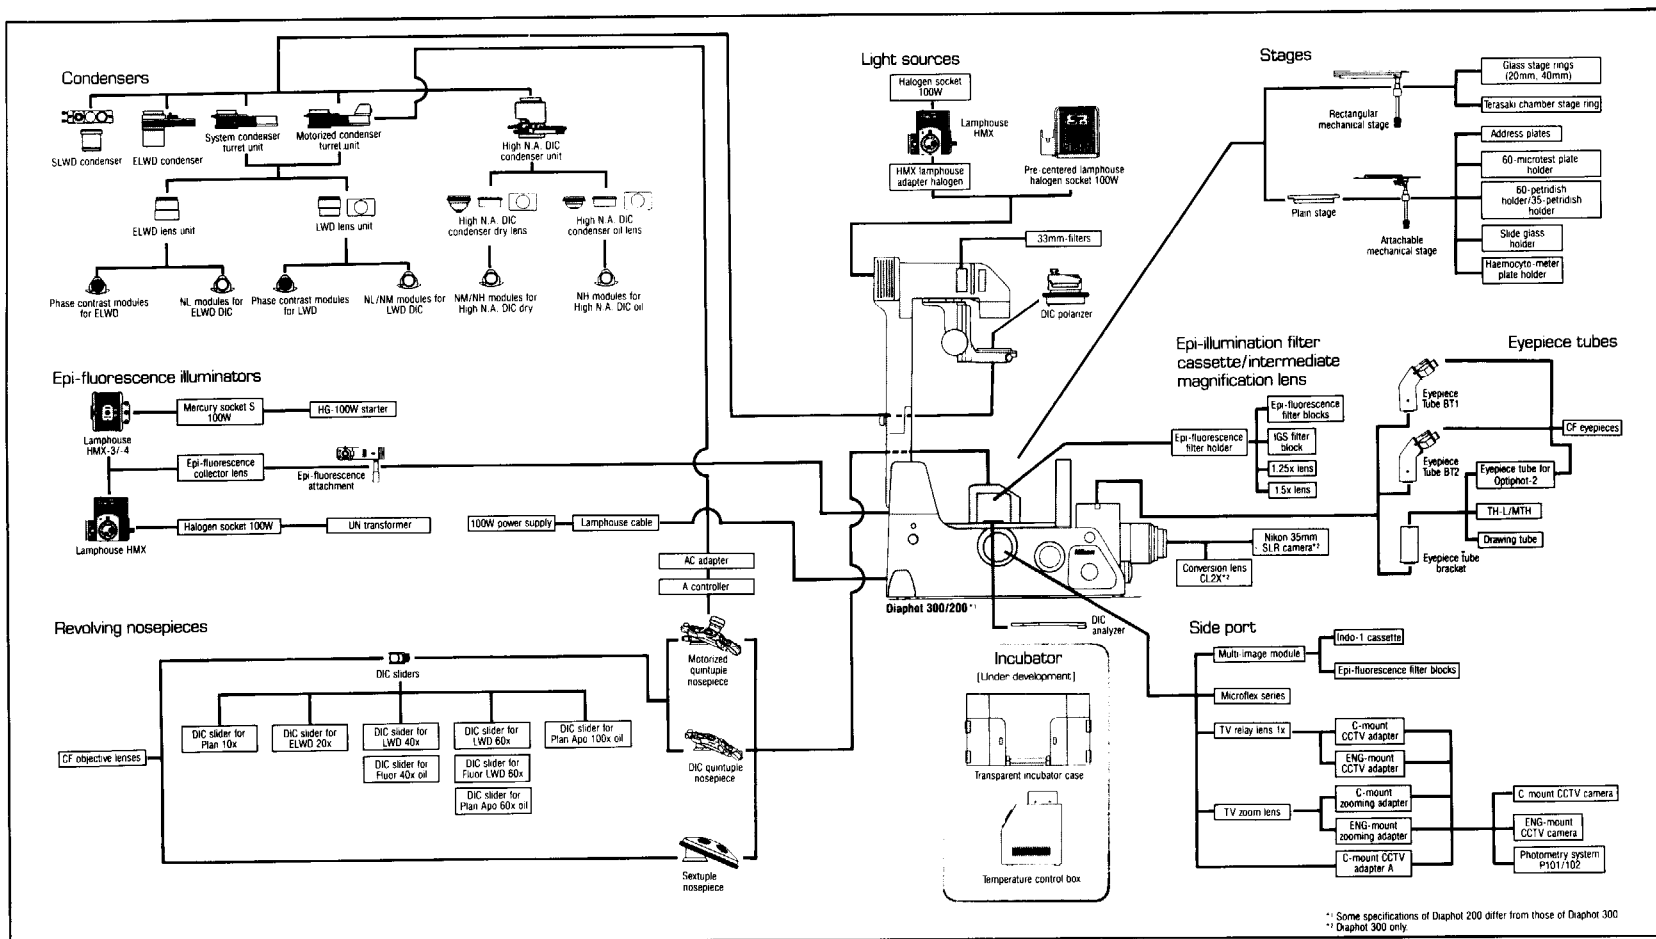 Condensers
SLWD condenser
ELWD condenser
System condenser
turret unit
Motorized condenser
turret unit
High N.A. DIC
condenser unit
ELWD lens unit
LWD lens unit
High N.A. DIC
condenser dry lens
High N.A. DIC
condenser oil lens
Phase contrast modules
for ELWD
NL modules for
ELWD DIC
Phase contrast modules
for LWD
NL/NM modules for
LWD DIC
NM/NH modules for
High N.A. DIC dry
NH modules for
High N.A. DIC oil
Light sources
Halogen socket
100W
Lamphouse
HMX
HMX lamphouse
adapter halogen
Pre-centered lamphouse
halogen socket 100W
33mm-filters
DIC polarizer
Stages
Rectangular
mechanical stage
Glass stage rings
(20mm, 40mm)
Terasaki chamber stage ring
Plain stage
Attachable
mechanical stage
Address plates
60-microtest plate
holder
60-petridish
holder/35-petridish
holder
Slide glass
holder
Haemocyto-meter
plate holder
Epi-fluorescence illuminators
Lamphouse
HMX-3/-4
Mercury socket S
100W
HG-100W starter
Epi-fluorescence
collector lens
Epi-fluorescence
attachment
Lamphouse HMX
Halogen socket 100W
UN transformer
100W power supply
Lamphouse cable
AC adapter
A controller
Epi-illumination filter
cassette/intermediate
magnification lens
Epi-fluorescence
filter holder
Epi-fluorescence
filter blocks
IGS filter
block
1.25x lens
1.5x lens
Eyepiece tubes
Eyepiece
Tube BT1
Eyepiece
Tube BT2
CF eyepieces
Eyepiece tube for
Optiphot-2
TH-L/MTH
Drawing tube
Eyepiece Tube
bracket
Nikon
Nikon 35mm
SLR camera*2
Conversion lens
CL2X*2
Diaphot 300/200*1
DIC
analyzer
Revolving nosepieces
CF objective lenses
DIC sliders
DIC slider for
Plan 10x
DIC slider for
ELWD 20x
DIC slider for
LWD 40x
DIC slider for
Fluor 40x oil
DIC slider for
LWD 60x
DIC slider for
Fluor LWD 60x
DIC slider for
Plan Apo 60x oil
DIC slider for
Plan Apo 100x oil
Motorized
quintuple
nosepiece
DIC quintuple
nosepiece
Sextuple
nosepiece
Incubator
[Under development]
Transparent incubator case
Temperature control box
Side port
Multi-image module
Indo-1 cassette
Epi-fluorescence filter blocks
Microflex series
TV relay lens 1x
C-mount
CCTV adapter
ENG-mount
CCTV adapter
TV zoom lens
C-mount
zooming adapter
ENG-mount
zooming adapter
C-mount CCTV
adapter A
C mount CCTV camera
ENG-mount
CCTV camera
Photometry system
P101/102
*1 Some specifications of Diaphot 200 differ from those of Diaphot 300
*2 Diaphot 300 only.